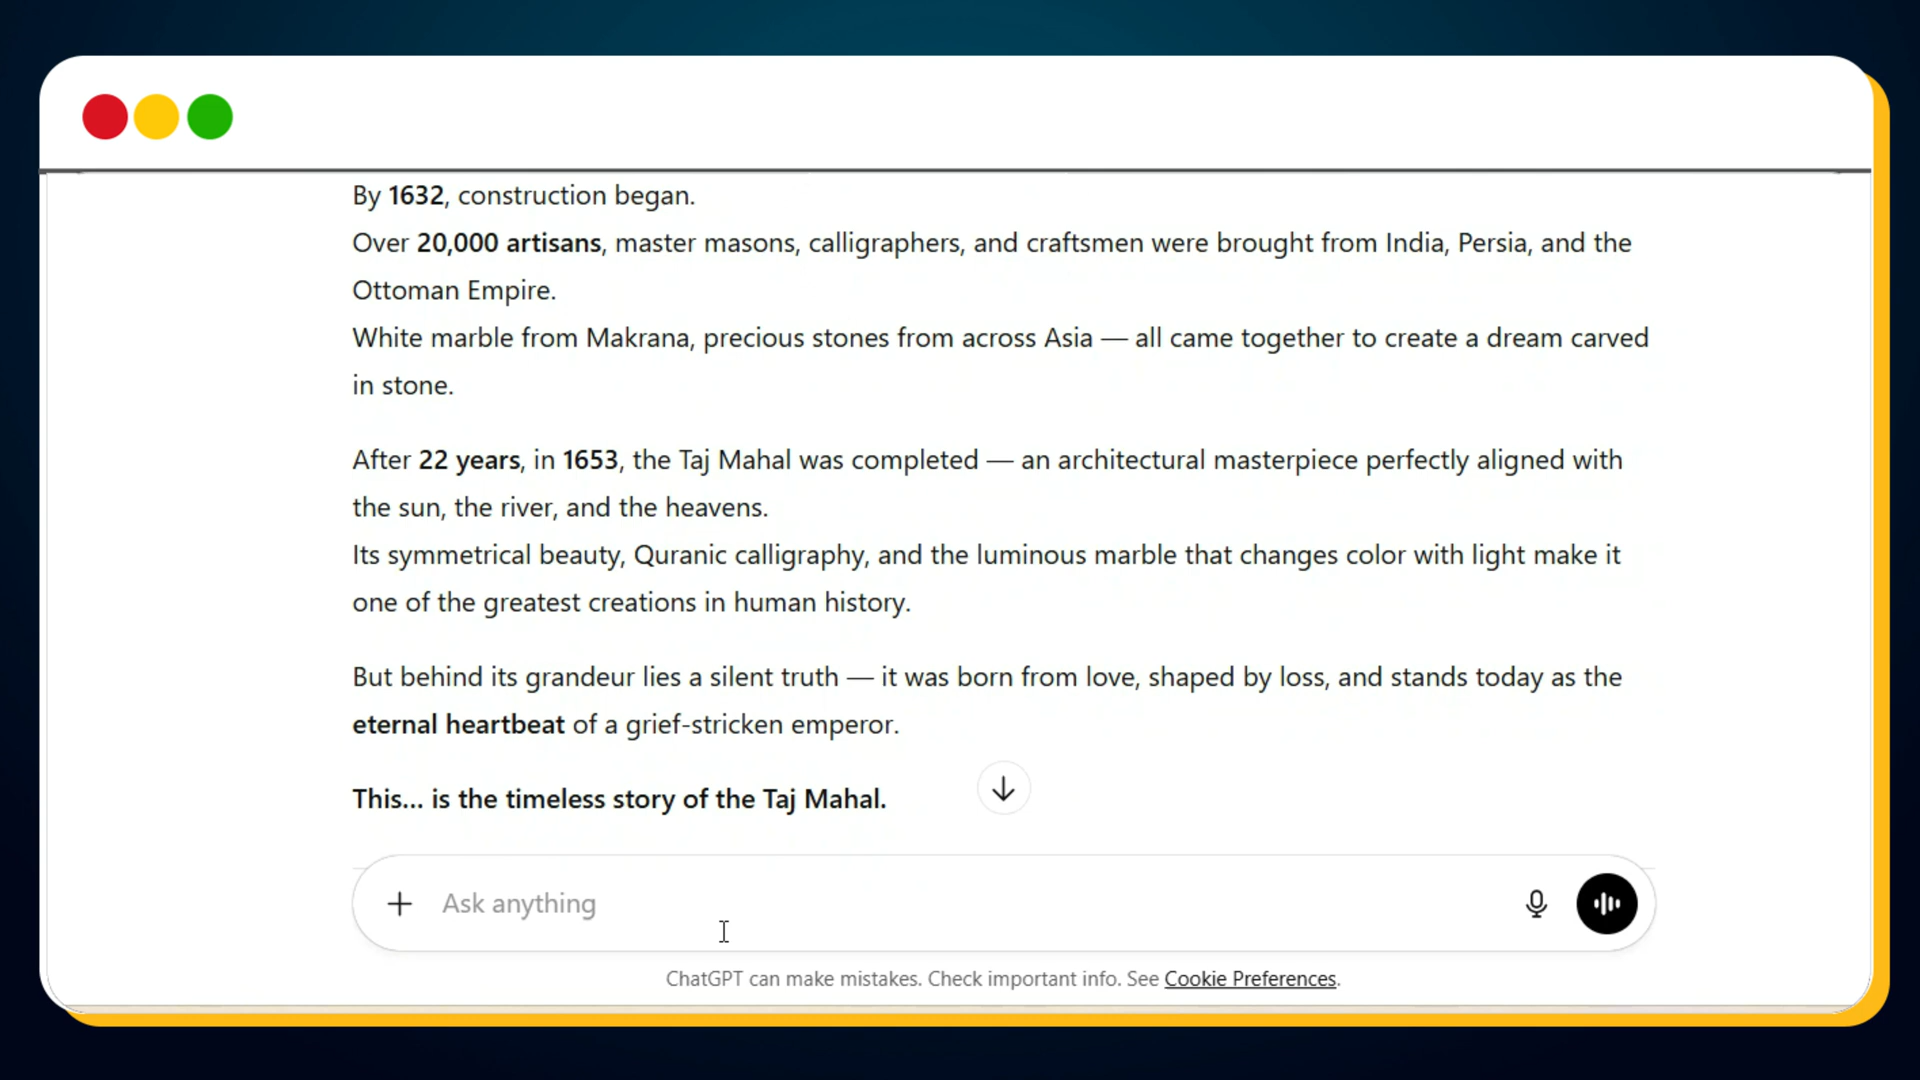 By 1632, construction began.
Over 20,000 artisans, master masons, calligraphers, and craftsmen were brought from India, Persia, and the
Ottoman Empire.
White marble from Makrana, precious stones from across Asia — all came together to create a dream carved
in stone.
After 22 years, in 1653, the Taj Mahal was completed — an architectural masterpiece perfectly aligned with
the sun, the river, and the heavens.
Its symmetrical beauty, Quranic calligraphy, and the luminous marble that changes color with light make it
one of the greatest creations in human history.
But behind its grandeur lies a silent truth — it was born from love, shaped by loss, and stands today as the
eternal heartbeat of a grief-stricken emperor.
This... is the timeless story of the Taj Mahal.
Ask anything
ChatGPT can make mistakes. Check important info. See Cookie Preferences.